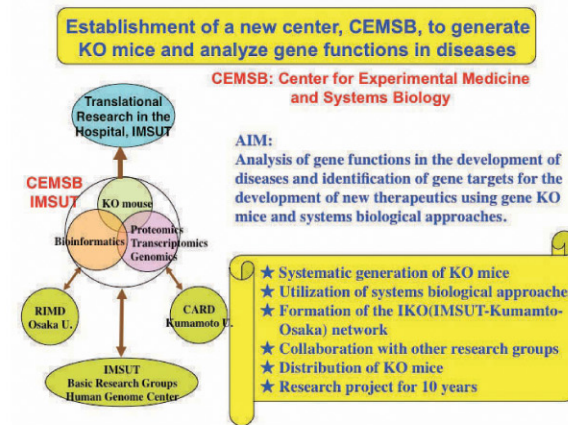 Establishment of a new center, CEMSB, to generate
KO mice and analyze gene functions in diseases
CEMSB: Center for Experimental Medicine
and Systems Biology
Translational
Research in the
Hospital, IMSUT
CEMSB
IMSUT
KO mouse
Bioinformatics
Proteomics
Transcriptomics
Genomics
RIMD
Osaka U.
CARD
Kumamoto U.
IMSUT
Basic Research Groups
Human Genome Center
AIM:
Analysis of gene functions in the development of
diseases and identification of gene targets for the
development of new therapeutics using gene KO
mice and systems biological approaches.
★ Systematic generation of KO mice
★ Utilization of systems biological approache
★ Formation of the IKO(IMSUT-Kumamto-
Osaka) network
★ Collaboration with other research groups
★ Distribution of KO mice
★ Research project for 10 years